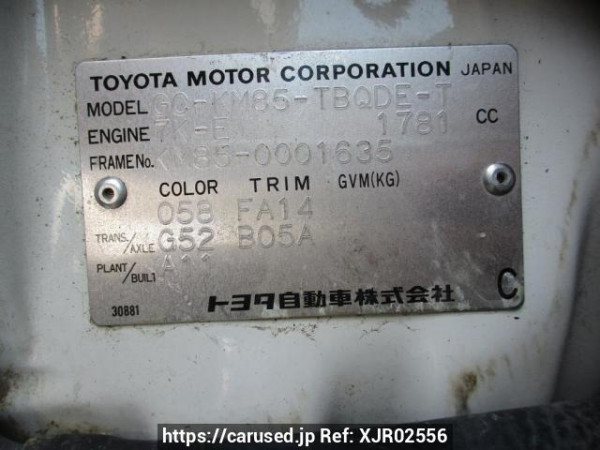 TOYOTA MOTOR CORPORATION JAPAN
MODEL GC-KM85-TBQDE-T
ENGINE 7K-E 1781 CC
FRAME No. KM85-0001635
COLOR TRIM GVM(KG)
058 FA14
TRANS./AXLE G52 B05A
PLANT/BUILT A11
30881 トヨタ自動車株式会社 C
https://carused.jp Ref: XJR02556